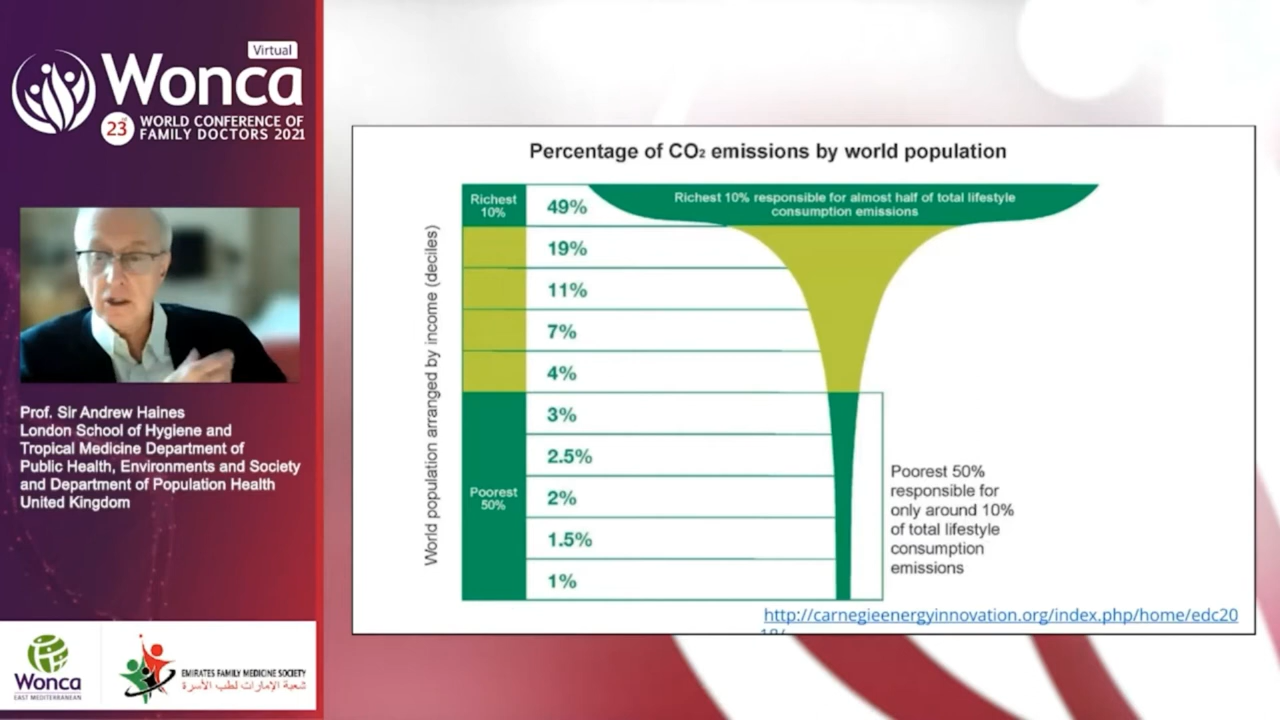 Virtual
Wonca
23rd WORLD CONFERENCE OF
FAMILY DOCTORS 2021
Prof. Sir Andrew Haines
London School of Hygiene and
Tropical Medicine Department of
Public Health, Environments and Society
and Department of Population Health
United Kingdom
Wonca
EAST MEDITERRANEAN
EMIRATES FAMILY MEDICINE SOCIETY
شعبة الإمارات لطب الأسرة
Percentage of CO₂ emissions by world population
World population arranged by income (deciles)
Richest
10%
49%
Richest 10% responsible for almost half of total lifestyle
consumption emissions
19%
11%
7%
4%
Poorest
50%
3%
2.5%
2%
1.5%
1%
Poorest 50%
responsible for
only around 10%
of total lifestyle
consumption
emissions
http://carnegieenergyinnovation.org/index.php/home/edc20